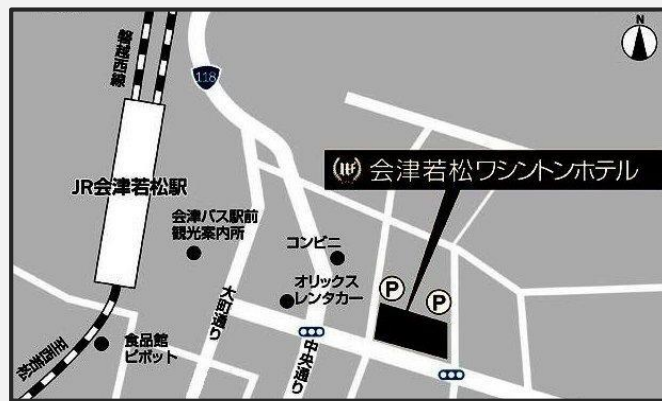 N
118
磐越西線
JR会津若松駅
会津若松ワシントンホテル
会津バス駅前
観光案内所
コンビニ
オリックス
レンタカー
P
P
大町通り
中央通り
食品館
ピボット